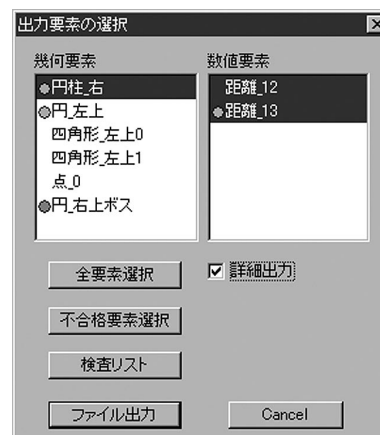 出力要素の選択
幾何要素
円柱_右
円_左上
四角形_左上0
四角形_左上1
点_0
円_右上ボス
数値要素
距離_12
距離_13
全要素選択
詳細出力
不合格要素選択
検査リスト
ファイル出力
Cancel